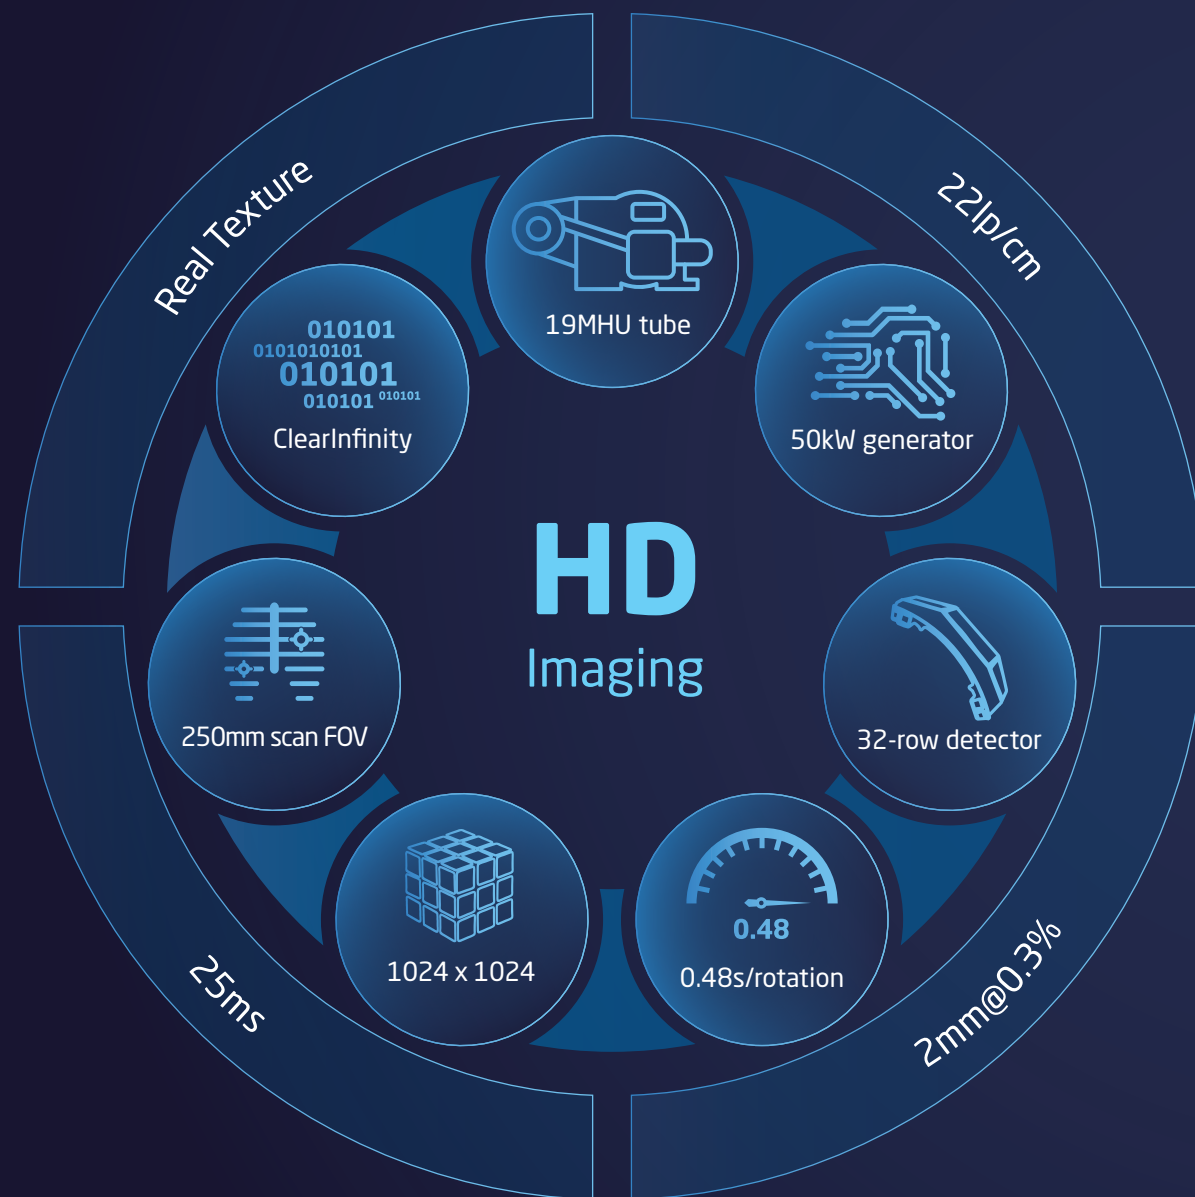 Real Texture
22lp/cm
19MHU tube
010101
0101010101
010101
010101 010101
ClearInfinity
50kW generator
HD
Imaging
250mm scan FOV
32-row detector
0.48
1024 x 1024
0.48s/rotation
25ms
2mm@0.3%